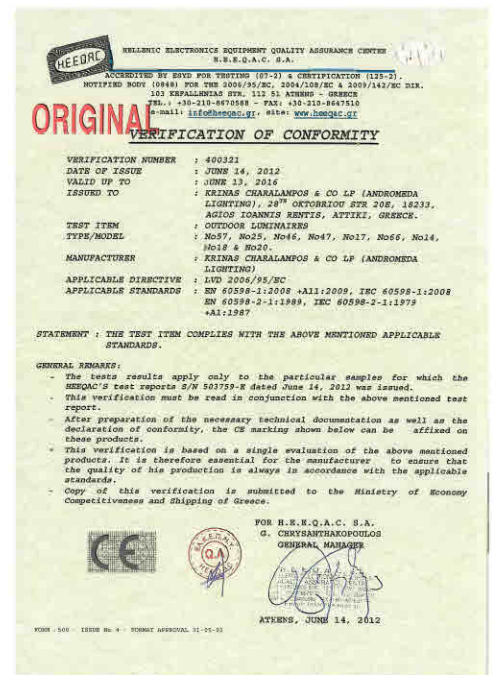 HEEQAC
HELLENIC ELECTRONICS EQUIPMENT QUALITY ASSURANCE CENTER
H.E.E.Q.A.C. S.A.
ACCREDITED BY ESYD FOR TESTING (07-2) & CERTIFICATION (125-2).
NOTIFIED BODY (0848) FOR THE 2006/95/EC, 2004/108/EC & 2009/142/EC DIR.
103 KEFALLHNIAS STR, 112 51 ATHENS - GREECE
TEL.: +30-210-8670588 - FAX: +30-210-8647510
e-mail: info@heeqac.gr, site: www.heeqac.gr
ORIGINAL
VERIFICATION OF CONFORMITY
VERIFICATION NUMBER : 400321
DATE OF ISSUE : JUNE 14, 2012
VALID UP TO : JUNE 13, 2016
ISSUED TO : KRINAS CHARALAMPOS & CO LP (ANDROMEDA
LIGHTING), 28TH OKTOBRIOU STR 20E, 18233,
AGIOS IOANNIS RENTIS, ATTIKI, GREECE.
TEST ITEM : OUTDOOR LUMINAIRES
TYPE/MODEL : No57, No25, No46, No47, No17, No66, No14,
No18 & No20.
MANUFACTURER : KRINAS CHARALAMPOS & CO LP (ANDROMEDA
LIGHTING)
APPLICABLE DIRECTIVE : LVD 2006/95/EC
APPLICABLE STANDARDS : EN 60598-1:2008 +A11:2009, IEC 60598-1:2008
EN 60598-2-1:1989, IEC 60598-2-1:1979
+A1:1987
STATEMENT : THE TEST ITEM COMPLIES WITH THE ABOVE MENTIONED APPLICABLE
STANDARDS.
GENERAL REMARKS:
- The tests results apply only to the particular samples for which the
HEEQAC'S test reports S/N 503759-E dated June 14, 2012 was issued.
- This verification must be read in conjunction with the above mentioned test
report.
- After preparation of the necessary technical documentation as well as the
declaration of conformity, the CE marking shown below can be affixed on
these products.
- This verification is based on a single evaluation of the above mentioned
products. It is therefore essential for the manufacturer to ensure that
the quality of his production is always in accordance with the applicable
standards.
- Copy of this verification is submitted to the Ministry of Economy
Competitiveness and Shipping of Greece.
CE
Q.A
FOR H.E.E.Q.A.C. S.A.
G. CHRYSANTHAKOPOULOS
GENERAL MANAGER
ATHENS, JUNE 14, 2012
FORM : 500 - ISSUE No 4 - FORMAT APPROVAL